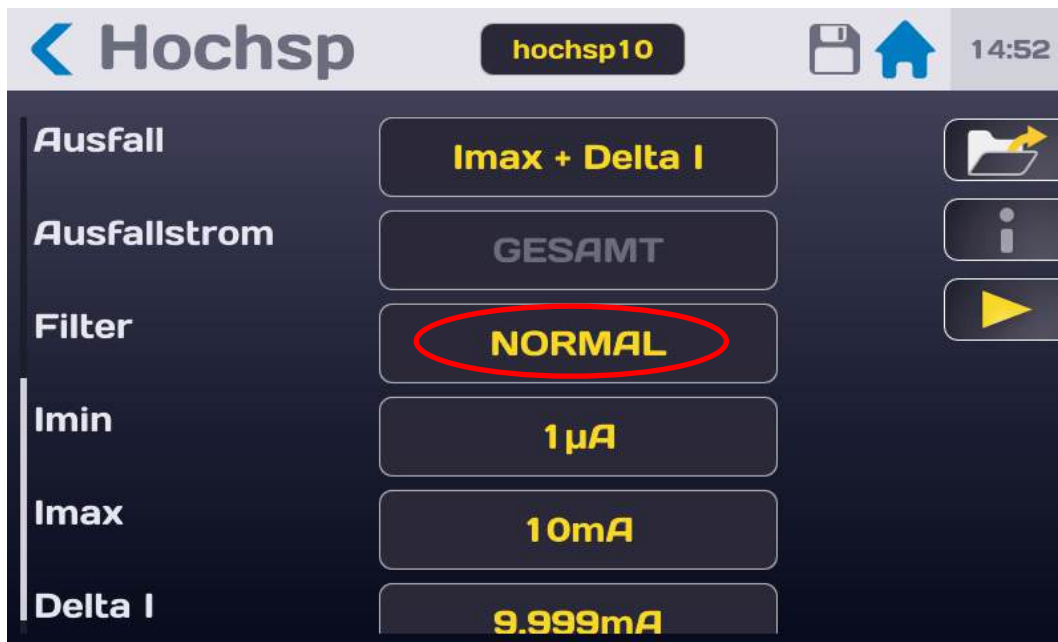 Hochsp
hochsp10
14:52
Ausfall
Imax + Delta I
Ausfallstrom
GESAMT
Filter
NORMAL
Imin
1µA
Imax
10mA
Delta I
9.999mA